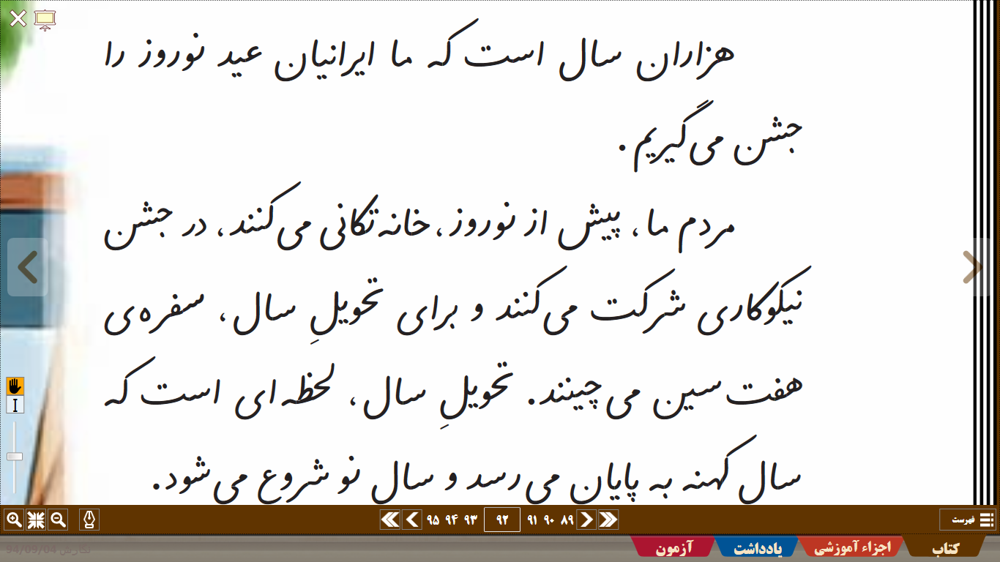 هزاران سال است که ما ایرانیان عید نوروز را
جشن می‌گیریم.
مردم ما، پیش از نوروز، خانه‌تکانی می‌کنند، در جشن
نیکوکاری شرکت می‌کنند و برای تحویلِ سال، سفره‌ی
هفت‌سین می‌چینند. تحویلِ سال، لحظه‌ای است که
سال کهنه به پایان می‌رسد و سال نو شروع می‌شود.
فهرست
۸۹ ۹۰ ۹۱ ۹۲ ۹۳ ۹۴ ۹۵
کتاب
اجزاء آموزشی
یادداشت
آزمون
نگارش 94/09/04